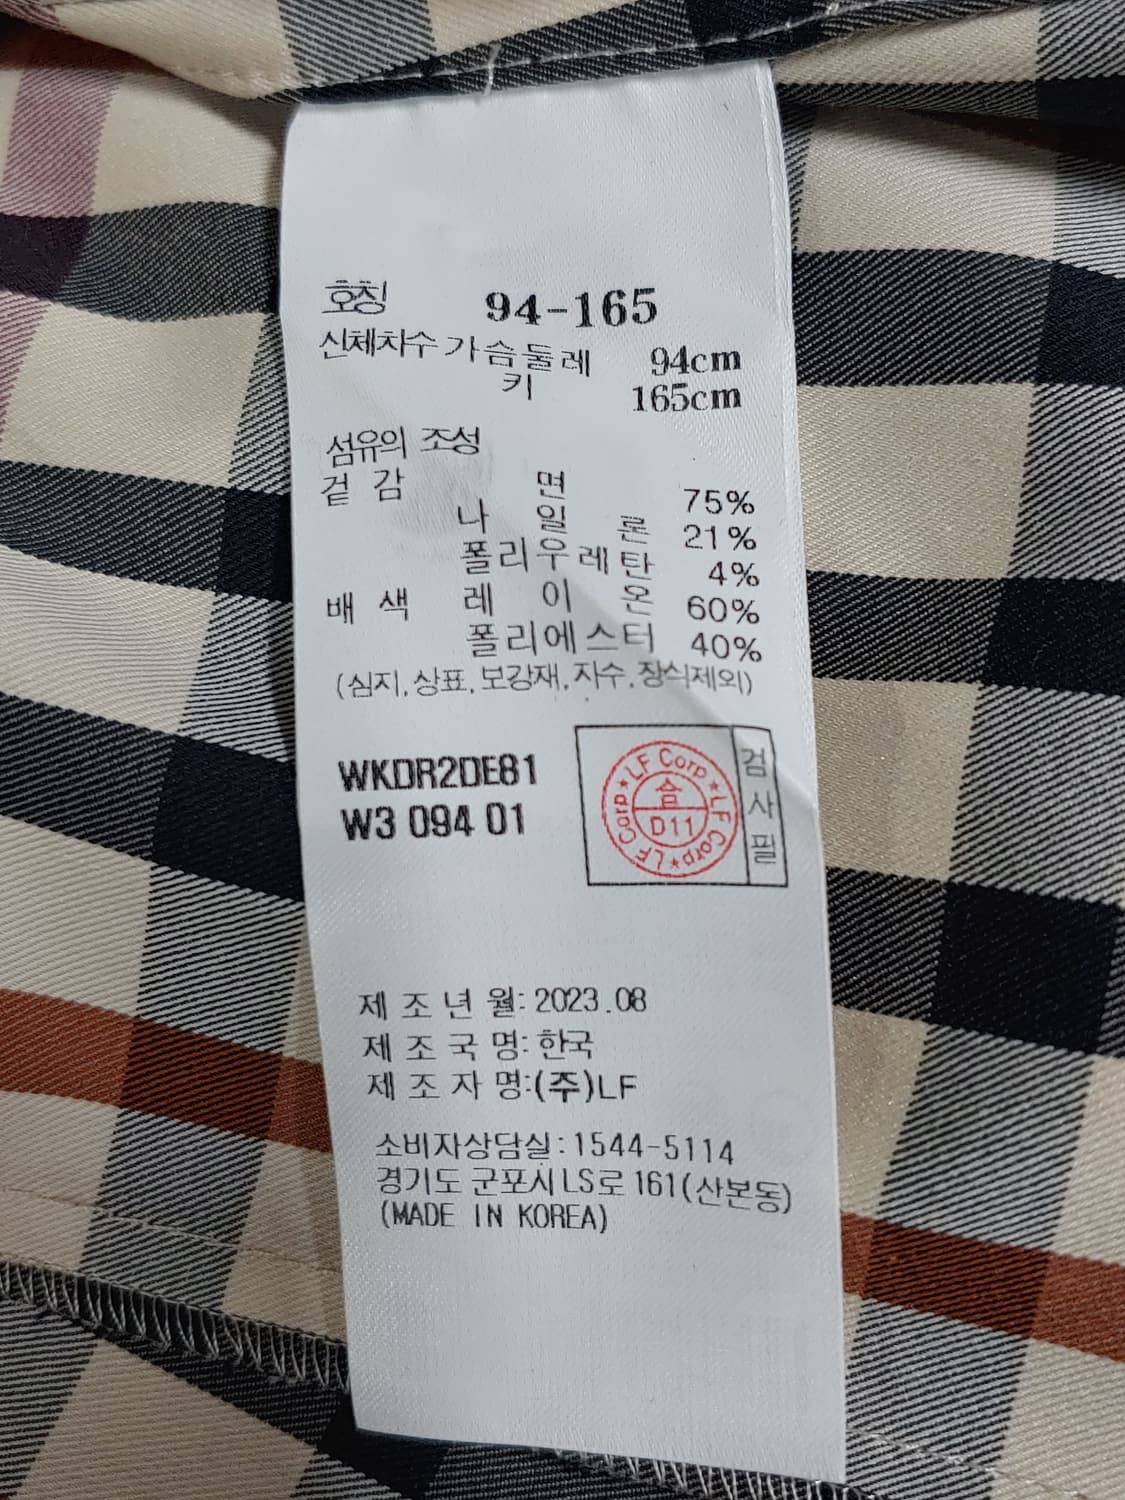 호칭 94-165
신체치수 가슴둘레 94cm
키 165cm
섬유의 조성
겉 감 면 75%
나 일 론 21%
폴리우레탄 4%
배 색 레 이 온 60%
폴리에스터 40%
(심지,상표,보강재,자수,장식제외)
WKDR2DE81
W3 094 01
LF Corp ★ LF Corp ★ LF Corp ★
合
D11
검사필
제 조 년 월: 2023.08
제 조 국 명: 한국
제 조 자 명:(주)LF
소비자상담실:1544-5114
경기도 군포시 LS로 161(산본동)
(MADE IN KOREA)